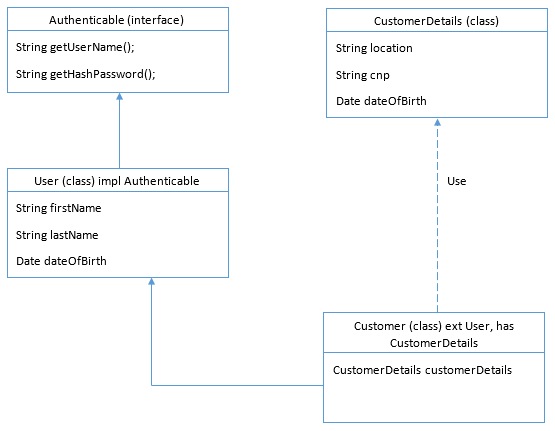 Authenticable (interface)
String getUserName();
String getHashPassword();
CustomerDetails (class)
String location
String cnp
Date dateOfBirth
User (class) impl Authenticable
String firstName
String lastName
Date dateOfBirth
Use
Customer (class) ext User, has
CustomerDetails
CustomerDetails customerDetails